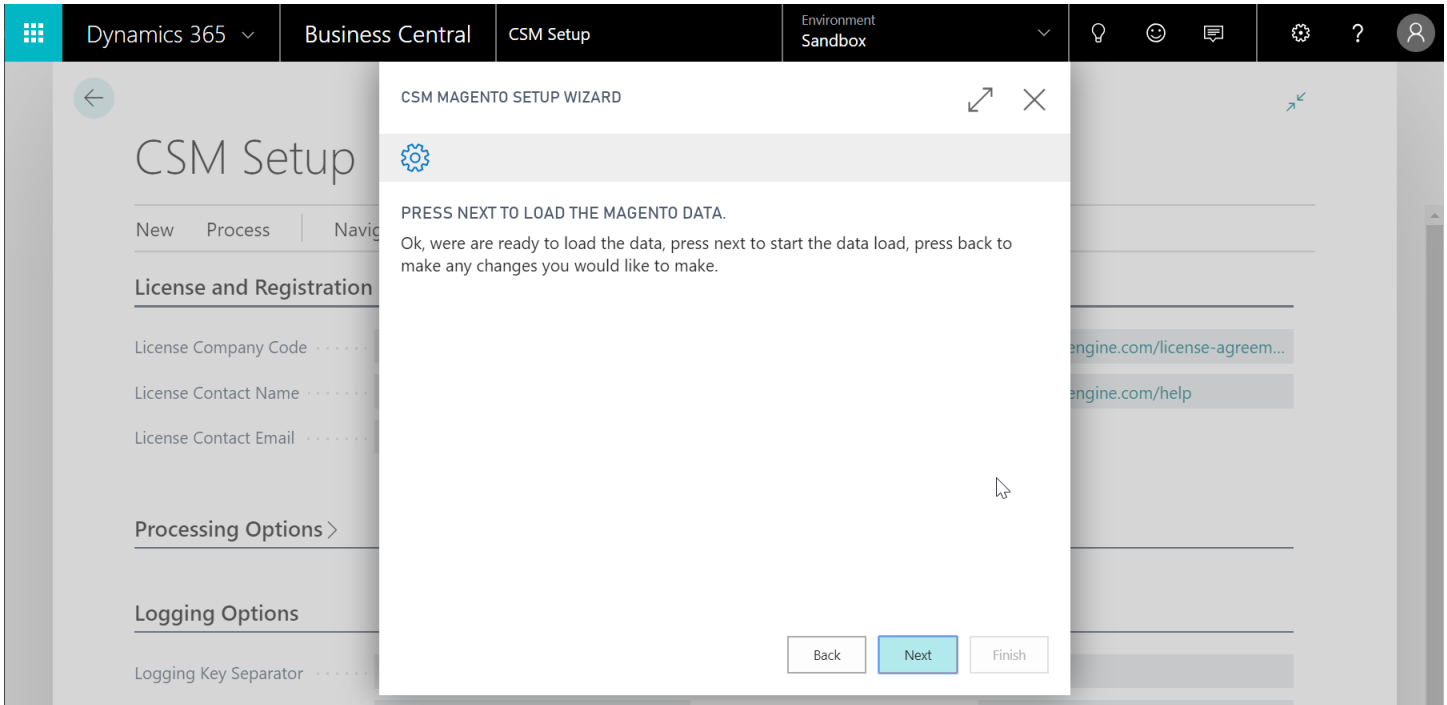 Dynamics 365
Business Central
CSM Setup
Environment
Sandbox
?
CSM MAGENTO SETUP WIZARD
CSM Setup
PRESS NEXT TO LOAD THE MAGENTO DATA.
New Process Navig
Ok, were are ready to load the data, press next to start the data load, press back to
make any changes you would like to make.
License and Registration
License Company Code
engine.com/license-agreem...
License Contact Name
engine.com/help
License Contact Email
Processing Options
Logging Options
Back Next Finish
Logging Key Separator